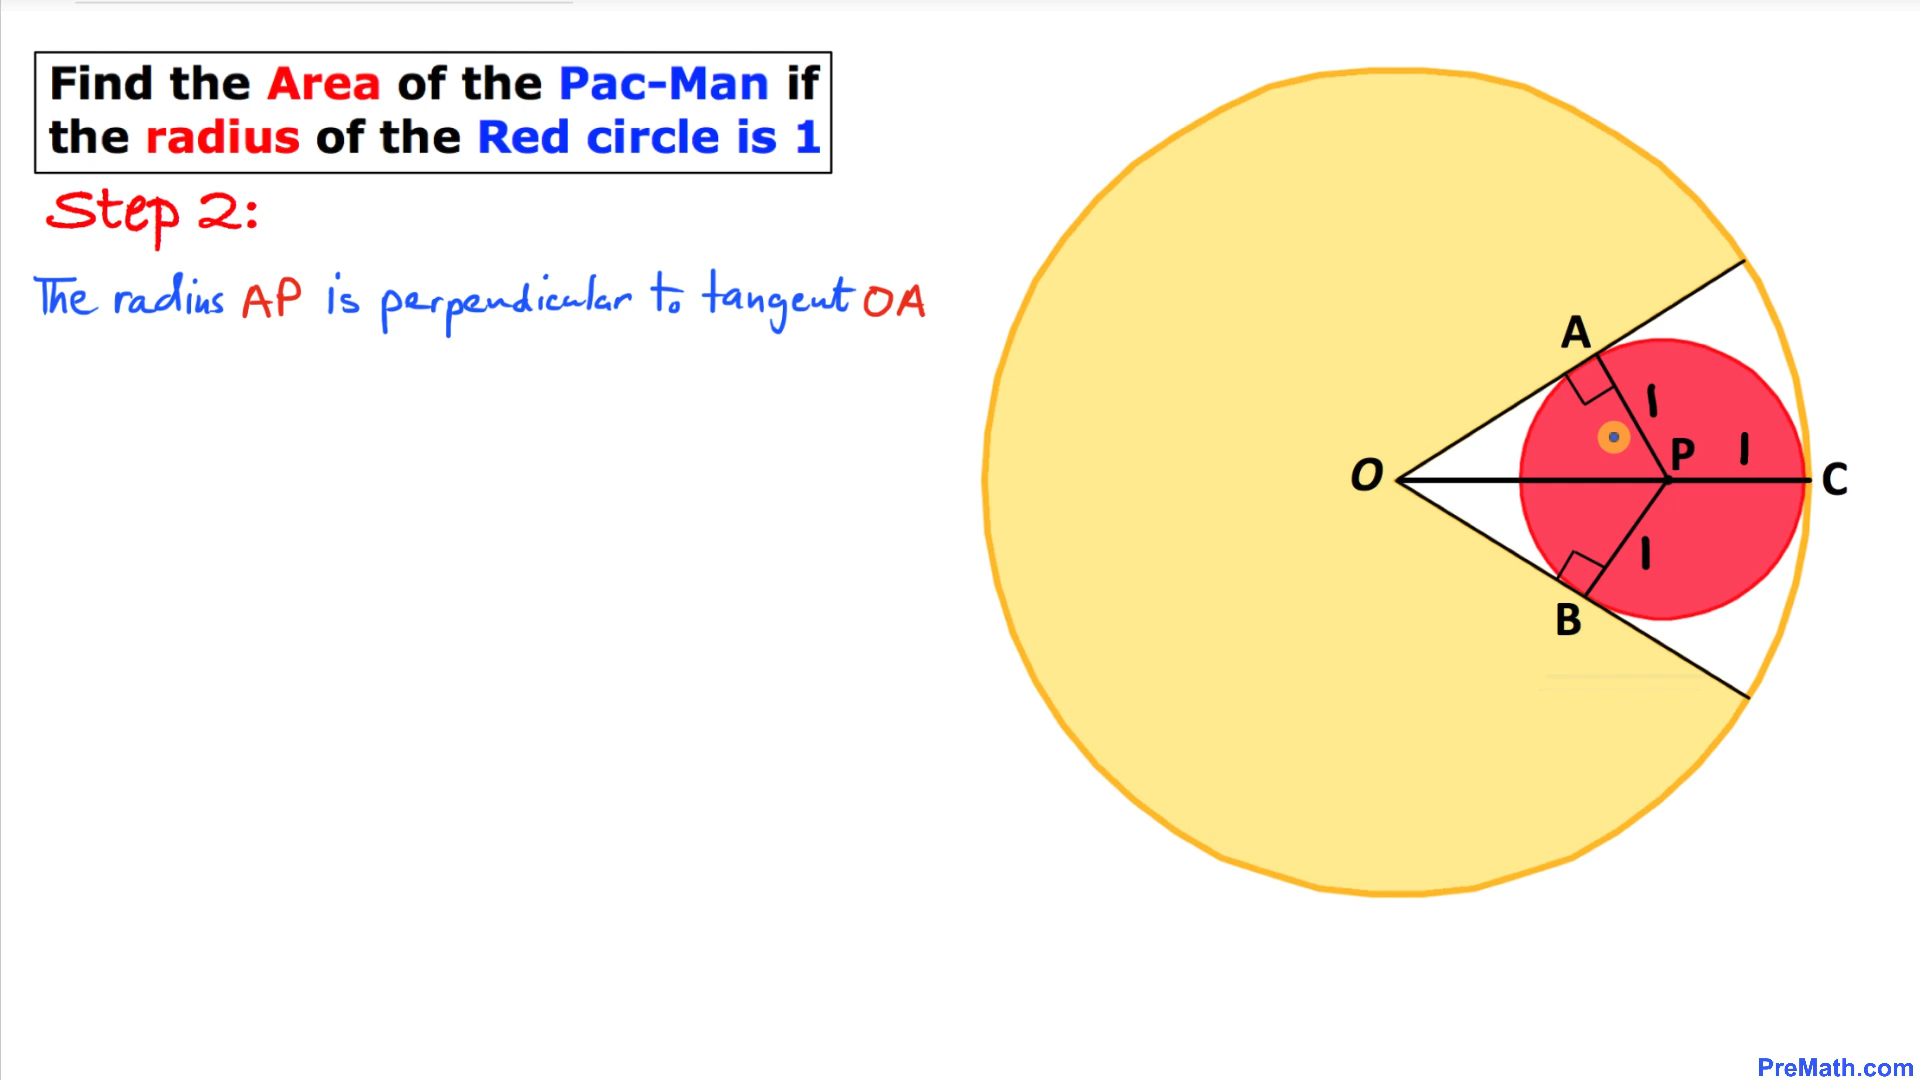 Find the Area of the Pac-Man if
the radius of the Red circle is 1
Step 2:
The radius AP is perpendicular to tangent OA
A
1
P
1
O
C
1
B
PreMath.com